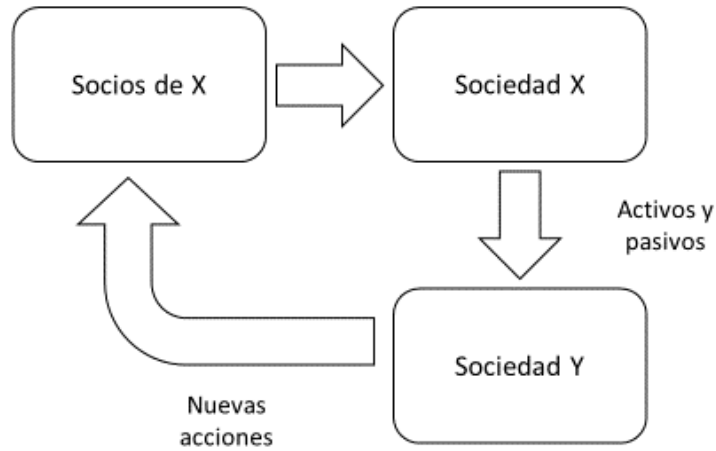 Socios de X
Sociedad X
Activos y
pasivos
Sociedad Y
Nuevas
acciones